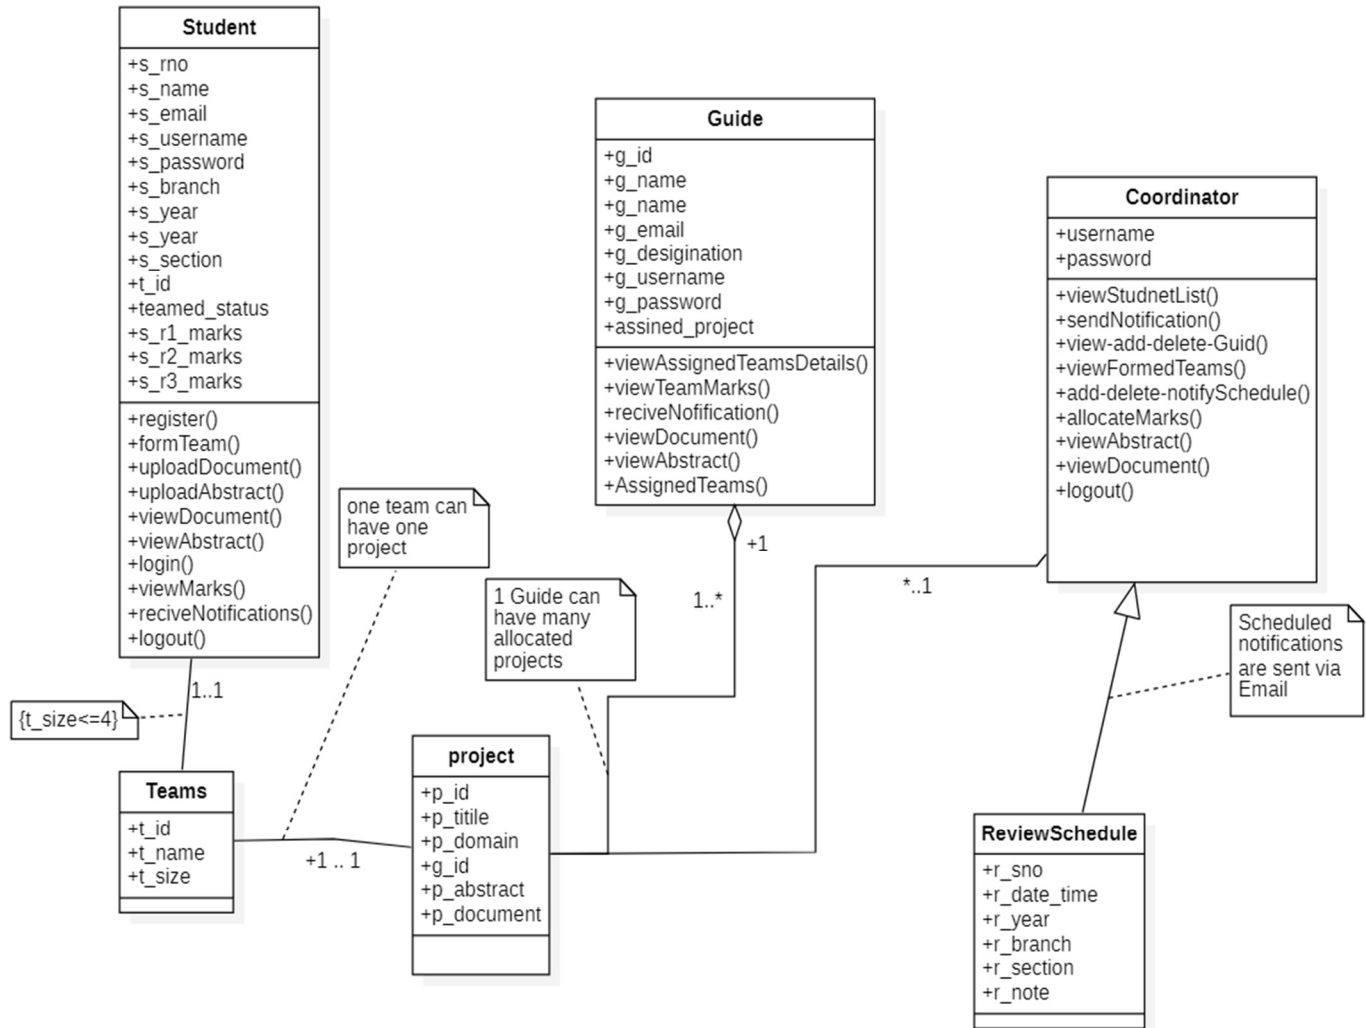 Student
+s_rno
+s_name
+s_email
+s_username
+s_password
+s_branch
+s_year
+s_year
+s_section
+t_id
+teamed_status
+s_r1_marks
+s_r2_marks
+s_r3_marks
+register()
+formTeam()
+uploadDocument()
+uploadAbstract()
+viewDocument()
+viewAbstract()
+login()
+viewMarks()
+reciveNotifications()
+logout()
1..1
{t_size<=4}
Teams
+t_id
+t_name
+t_size
one team can
have one
project
+1 .. 1
project
+p_id
+p_titile
+p_domain
+g_id
+p_abstract
+p_document
1 Guide can
have many
allocated
projects
Guide
+g_id
+g_name
+g_name
+g_email
+g_desigination
+g_username
+g_password
+assined_project
+viewAssignedTeamsDetails()
+viewTeamMarks()
+reciveNofification()
+viewDocument()
+viewAbstract()
+AssignedTeams()
+1
1..*
*..1
Coordinator
+username
+password
+viewStudnetList()
+sendNotification()
+view-add-delete-Guid()
+viewFormedTeams()
+add-delete-notifySchedule()
+allocateMarks()
+viewAbstract()
+viewDocument()
+logout()
Scheduled
notifications
are sent via
Email
ReviewSchedule
+r_sno
+r_date_time
+r_year
+r_branch
+r_section
+r_note